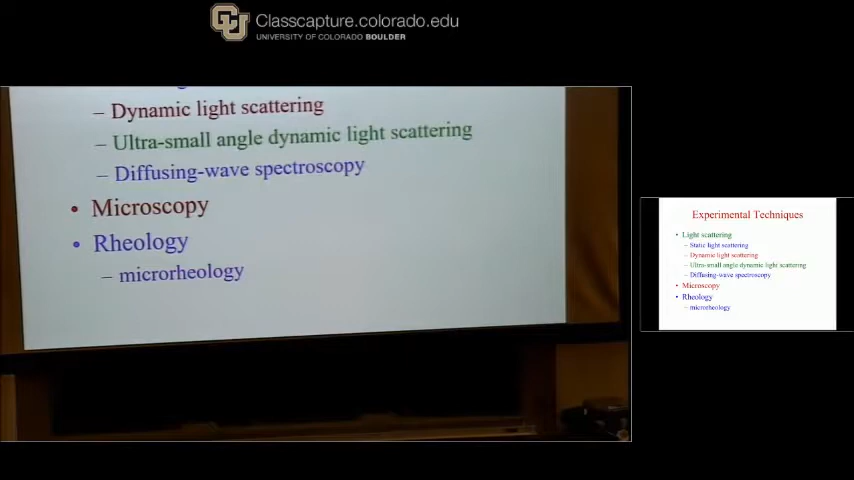 Classcapture.colorado.edu
UNIVERSITY OF COLORADO BOULDER
– Dynamic light scattering
– Ultra-small angle dynamic light scattering
– Diffusing-wave spectroscopy
• Microscopy
• Rheology
– microrheology
Experimental Techniques
• Light scattering
– Static light scattering
– Dynamic light scattering
– Ultra-small angle dynamic light scattering
– Diffusing-wave spectroscopy
• Microscopy
• Rheology
– microrheology